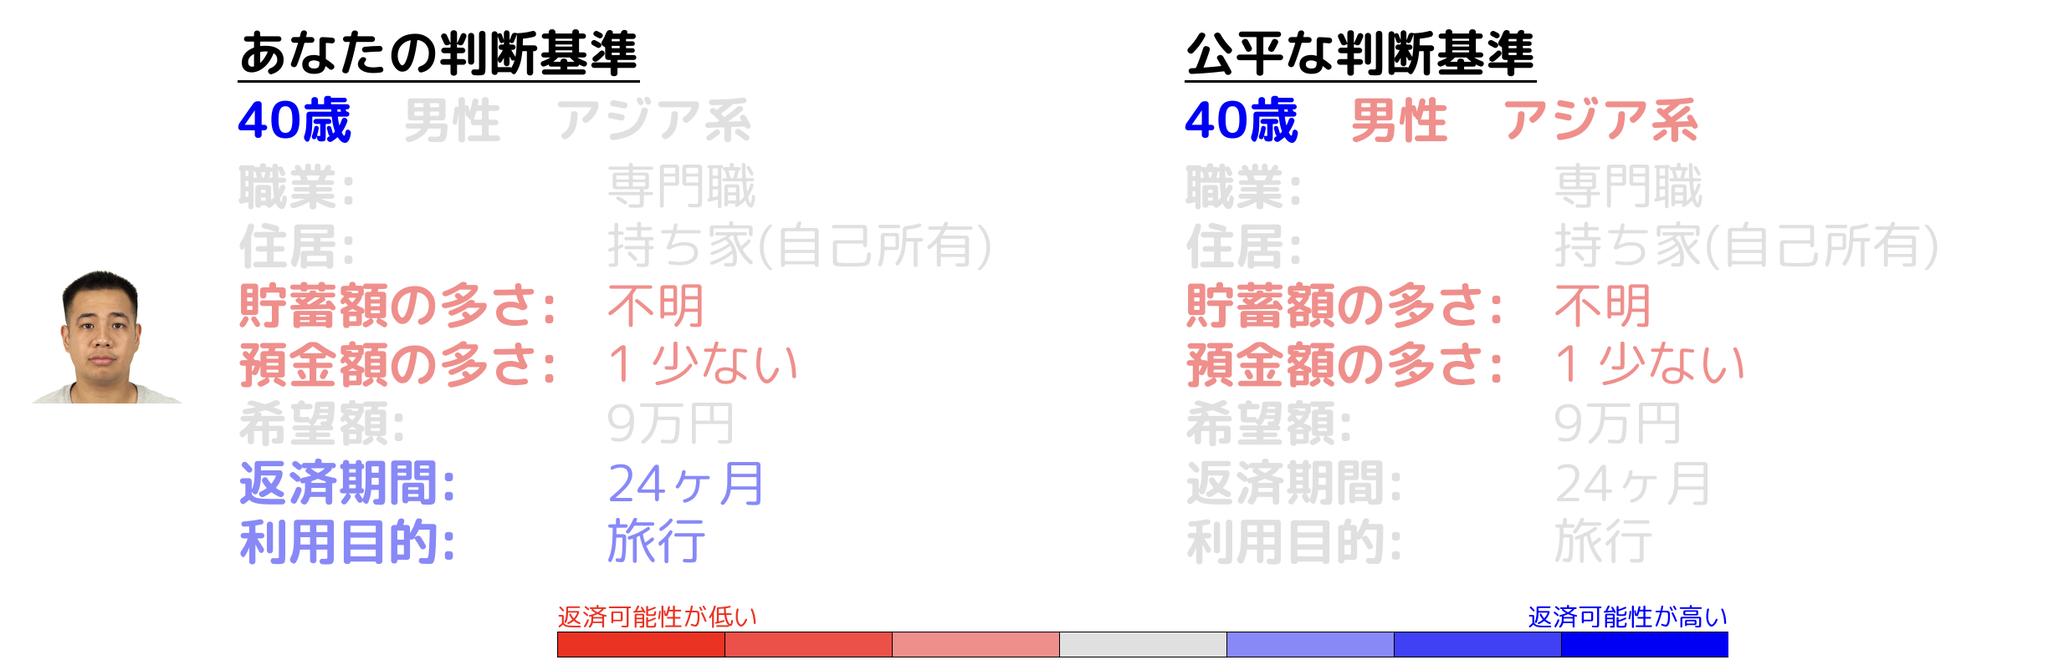 あなたの判断基準
40歳　男性　アジア系
職業: 専門職
住居: 持ち家(自己所有)
貯蓄額の多さ: 不明
預金額の多さ: 1 少ない
希望額: 9万円
返済期間: 24ヶ月
利用目的: 旅行
公平な判断基準
40歳　男性　アジア系
職業: 専門職
住居: 持ち家(自己所有)
貯蓄額の多さ: 不明
預金額の多さ: 1 少ない
希望額: 9万円
返済期間: 24ヶ月
利用目的: 旅行
返済可能性が低い
返済可能性が高い